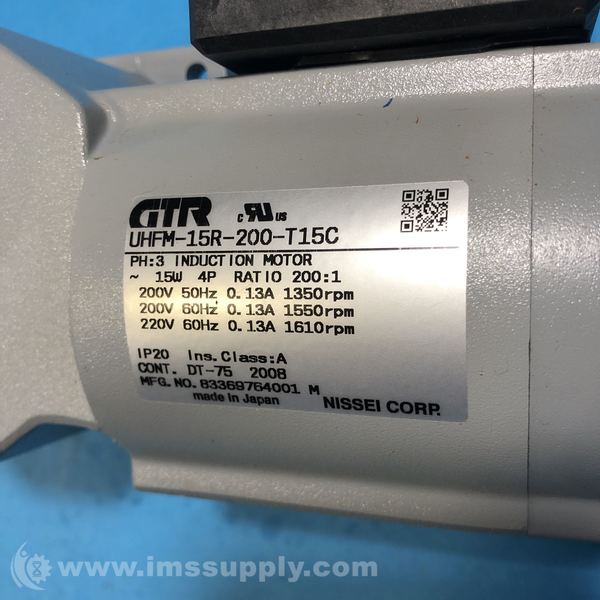 GTR c RU us
UHFM-15R-200-T15C
PH:3 INDUCTION MOTOR
~ 15W 4P RATIO 200:1
200V 50Hz 0.13A 1350rpm
200V 60Hz 0.13A 1550rpm
220V 60Hz 0.13A 1610rpm
IP20 Ins.Class:A
CONT. DT-75 2008
MFG.NO.83369764001 M
made in Japan NISSEI CORP.
www.imssupply.com